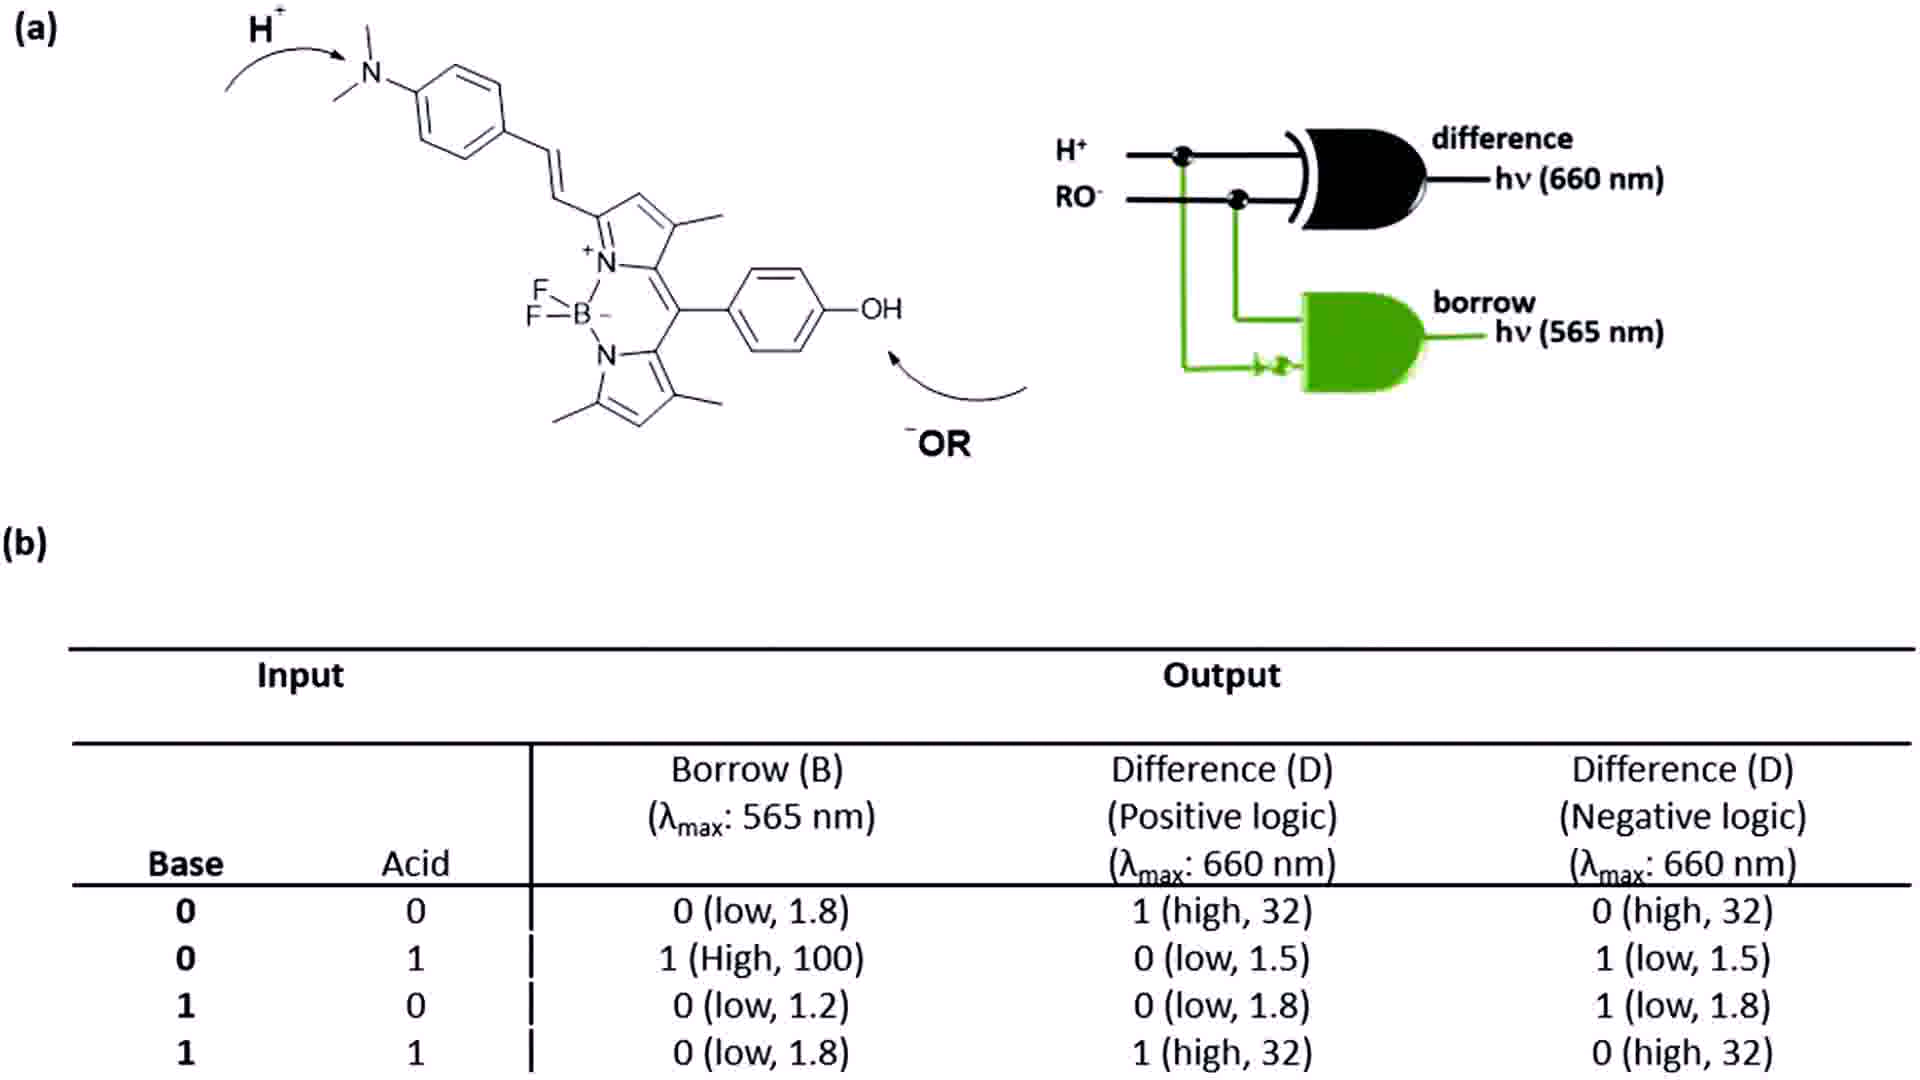 (a)
H⁺
N
F
F
B⁻
⁺
N
N
OH
⁻OR
H⁺
RO⁻
difference
hν (660 nm)
borrow
hν (565 nm)
(b)
Input Output
Borrow (B) Difference (D) Difference (D)
(λmax: 565 nm) (Positive logic) (Negative logic)
Base Acid (λmax: 660 nm) (λmax: 660 nm)
0 0 0 (low, 1.8) 1 (high, 32) 0 (high, 32)
0 1 1 (High, 100) 0 (low, 1.5) 1 (low, 1.5)
1 0 0 (low, 1.2) 0 (low, 1.8) 1 (low, 1.8)
1 1 0 (low, 1.8) 1 (high, 32) 0 (high, 32)